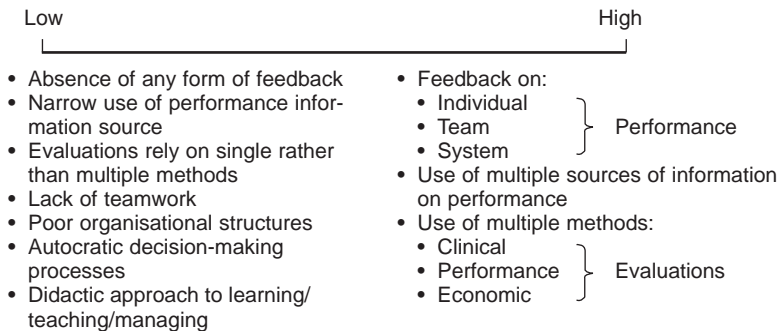 Low
High
• Absence of any form of feedback
• Narrow use of performance infor-
mation source
• Evaluations rely on single rather
than multiple methods
• Lack of teamwork
• Poor organisational structures
• Autocratic decision-making
processes
• Didactic approach to learning/
teaching/managing
• Feedback on:
• Individual
• Team
• System
Performance
• Use of multiple sources of information
on performance
• Use of multiple methods:
• Clinical
• Performance
• Economic
Evaluations